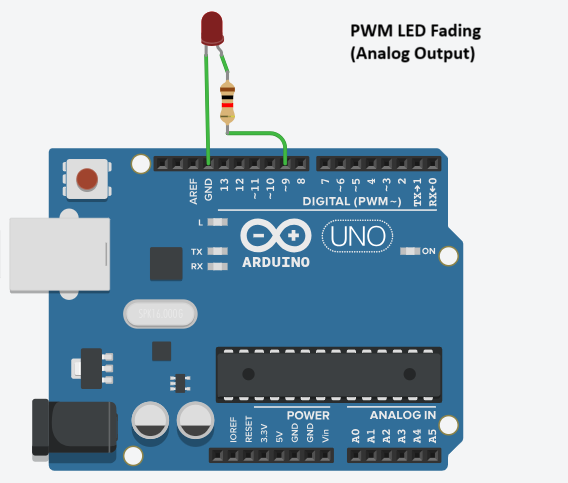 PWM LED Fading
(Analog Output)
AREF
GND
13
12
~11
~10
~9
8
7
~6
~5
4
~3
2
TX→1
RX←0
DIGITAL (PWM~)
L
TX
RX
ARDUINO
UNO
ON
POWER
ANALOG IN
IOREF
RESET
3.3V
5V
GND
GND
Vin
A0
A1
A2
A3
A4
A5